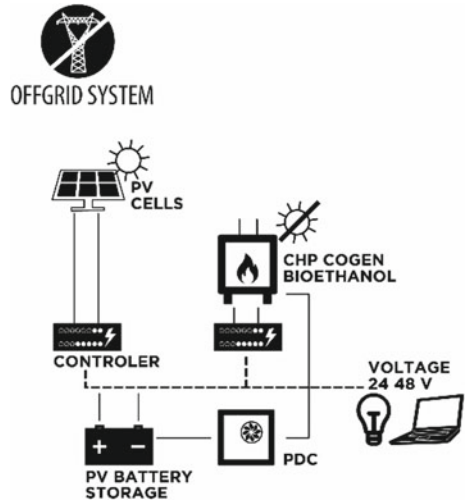 OFFGRID SYSTEM
PV
CELLS
CHP COGEN
BIOETHANOL
CONTROLER
VOLTAGE
24 48 V
+ −
PDC
PV BATTERY
STORAGE